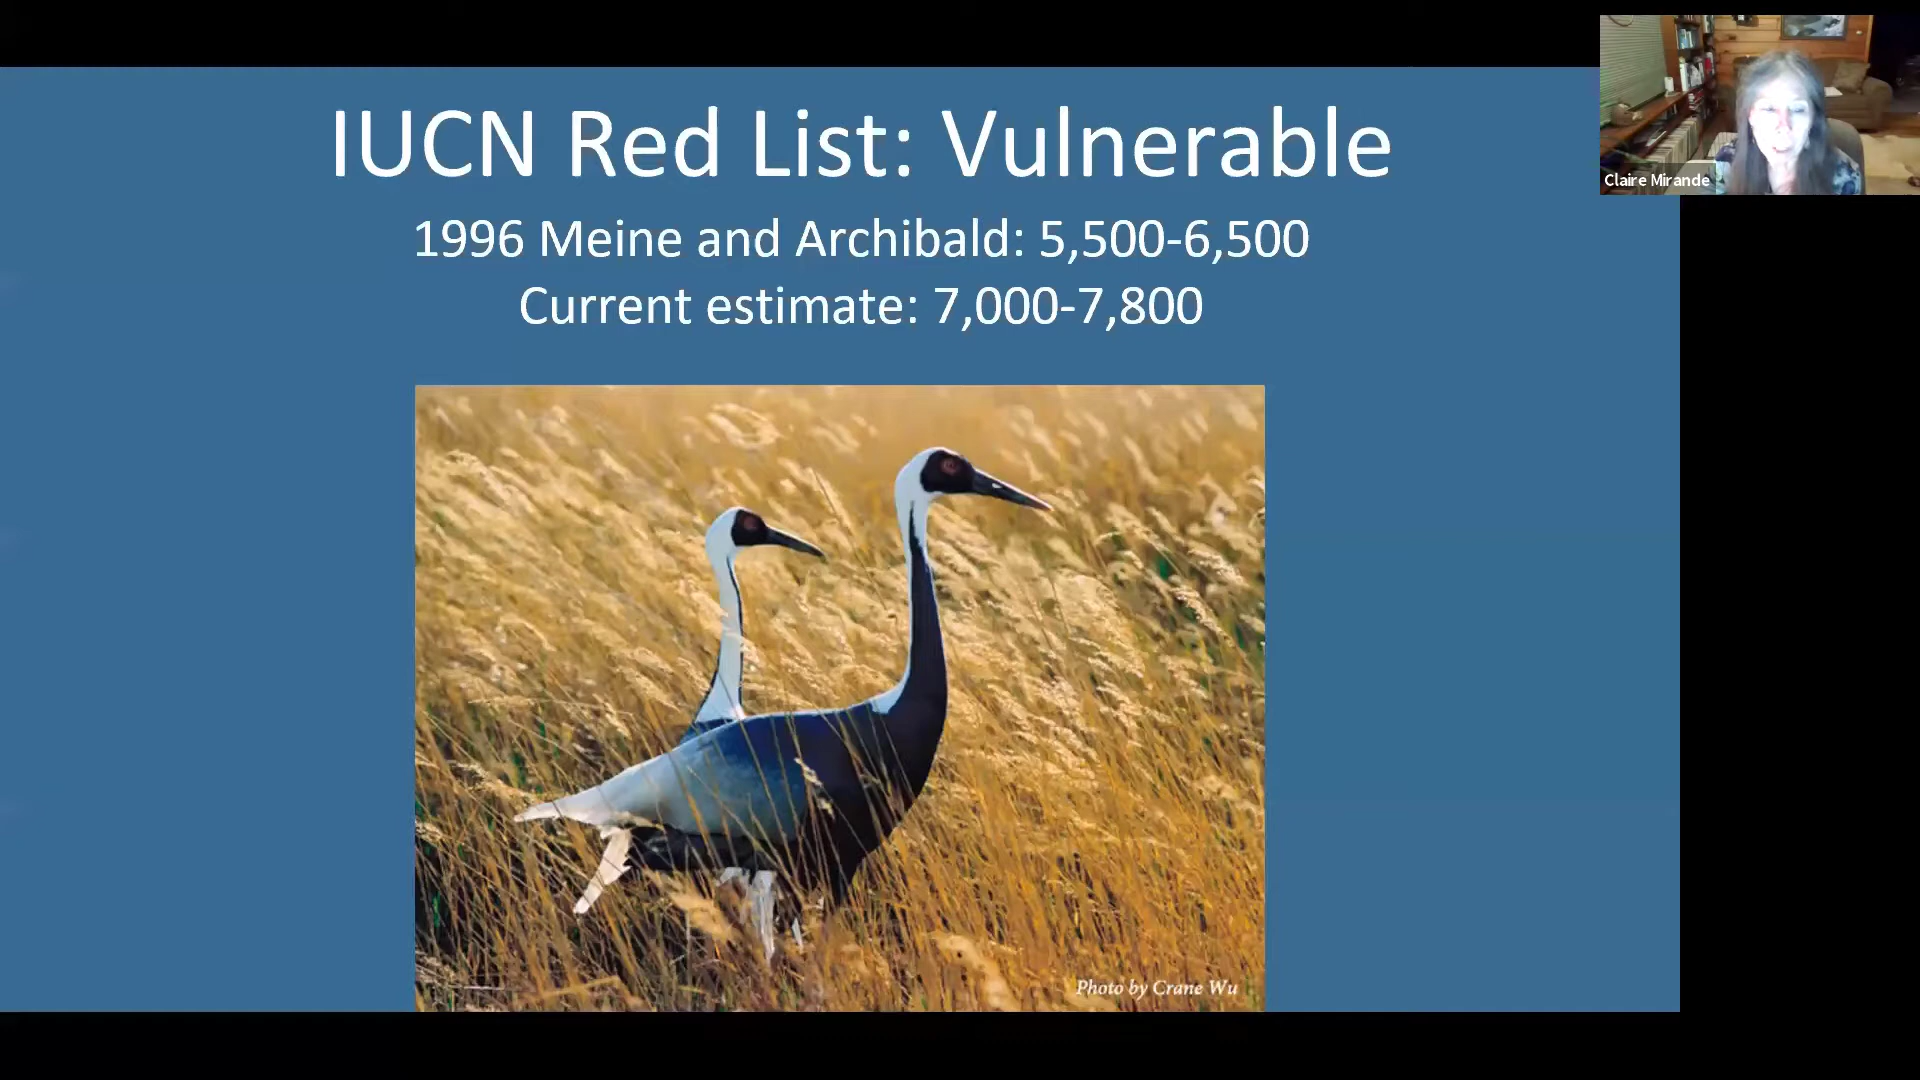 IUCN Red List: Vulnerable
1996 Meine and Archibald: 5,500-6,500
Current estimate: 7,000-7,800
Claire Mirande
Photo by Crane Wu